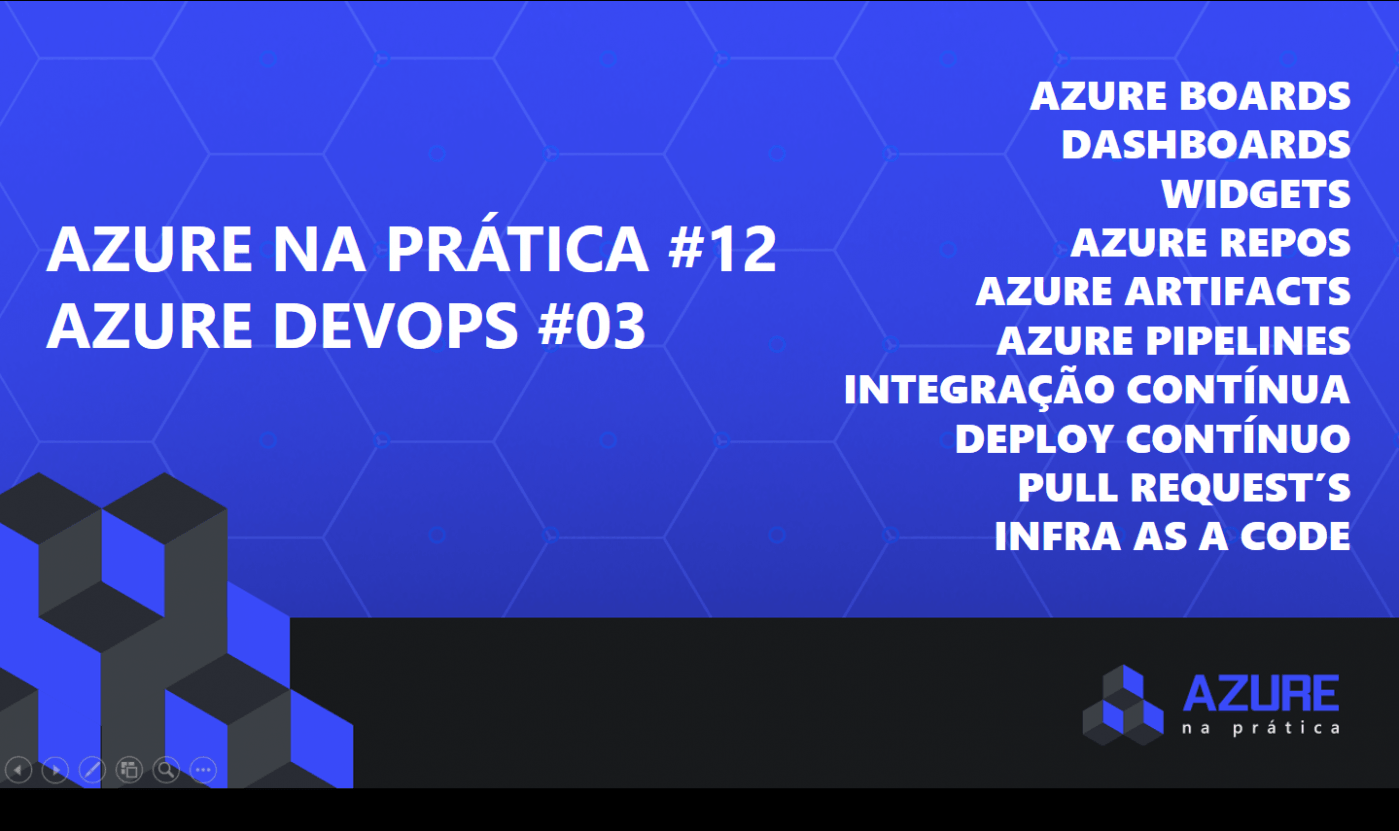 AZURE NA PRÁTICA #12
AZURE DEVOPS #03
AZURE BOARDS
DASHBOARDS
WIDGETS
AZURE REPOS
AZURE ARTIFACTS
AZURE PIPELINES
INTEGRAÇÃO CONTÍNUA
DEPLOY CONTÍNUO
PULL REQUEST´S
INFRA AS A CODE
AZURE
na prática